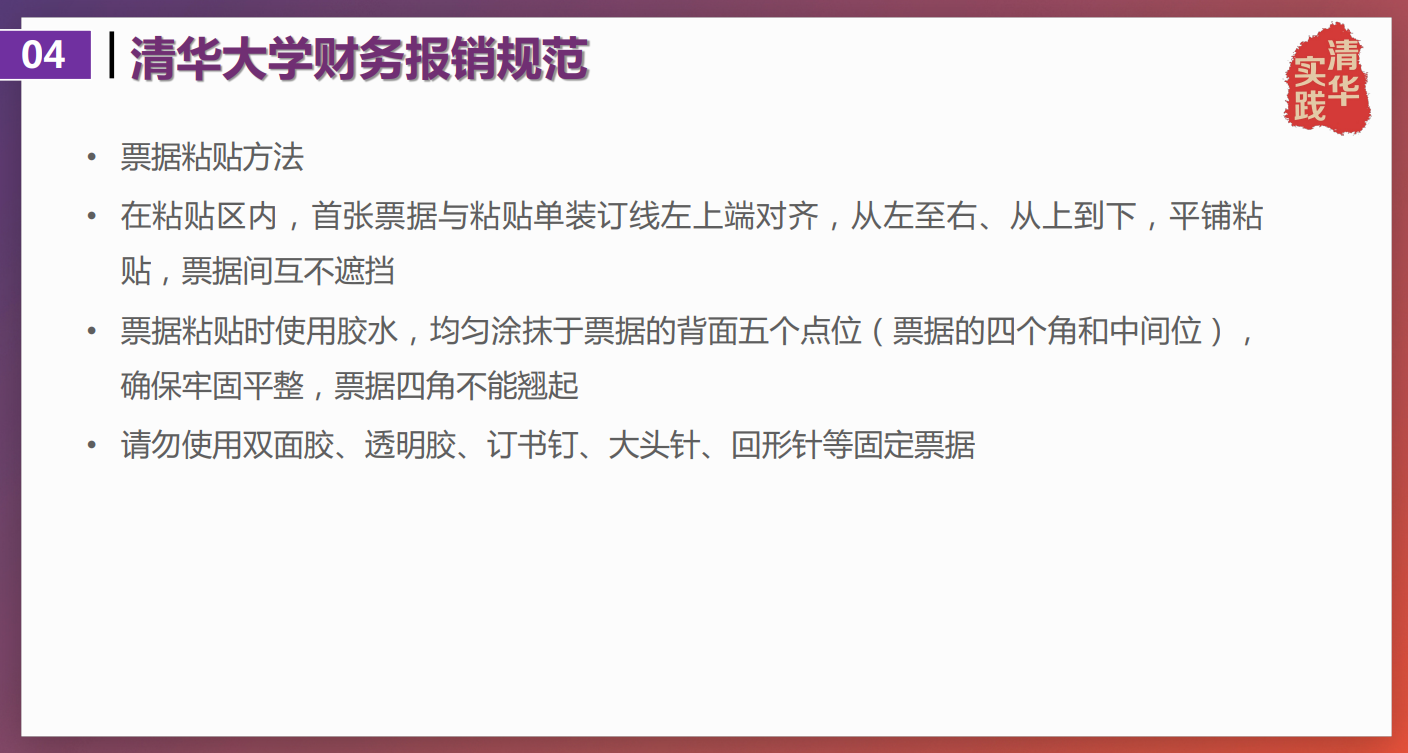 04
清华大学财务报销规范
清华
实践
• 票据粘贴方法
• 在粘贴区内，首张票据与粘贴单装订线左上端对齐，从左至右、从上到下，平铺粘
贴，票据间互不遮挡
• 票据粘贴时使用胶水，均匀涂抹于票据的背面五个点位（票据的四个角和中间位），
确保牢固平整，票据四角不能翘起
• 请勿使用双面胶、透明胶、订书钉、大头针、回形针等固定票据